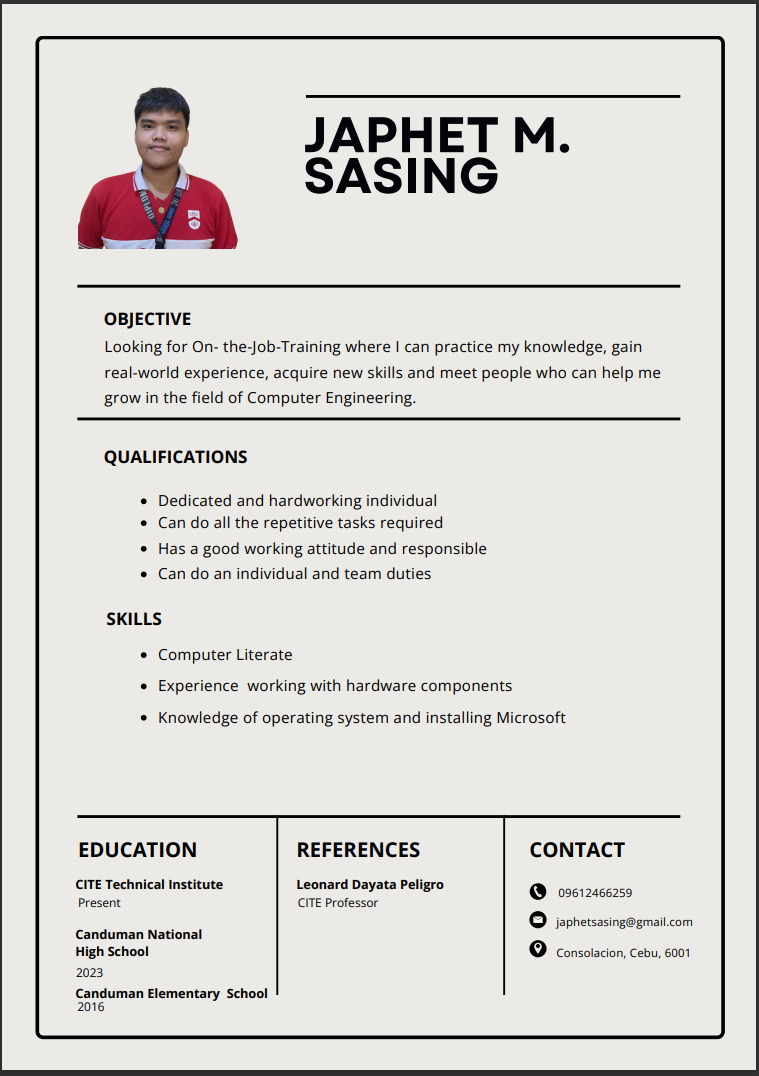 JAPHET M.
SASING
OBJECTIVE
Looking for On- the-Job-Training where I can practice my knowledge, gain
real-world experience, acquire new skills and meet people who can help me
grow in the field of Computer Engineering.
QUALIFICATIONS
Dedicated and hardworking individual
Can do all the repetitive tasks required
Has a good working attitude and responsible
Can do an individual and team duties
SKILLS
Computer Literate
Experience  working with hardware components
Knowledge of operating system and installing Microsoft
EDUCATION
CITE Technical Institute
Present
Canduman National
High School
2023
Canduman Elementary  School
2016
REFERENCES
Leonard Dayata Peligro
CITE Professor
CONTACT
09612466259
japhetsasing@gmail.com
Consolacion, Cebu, 6001